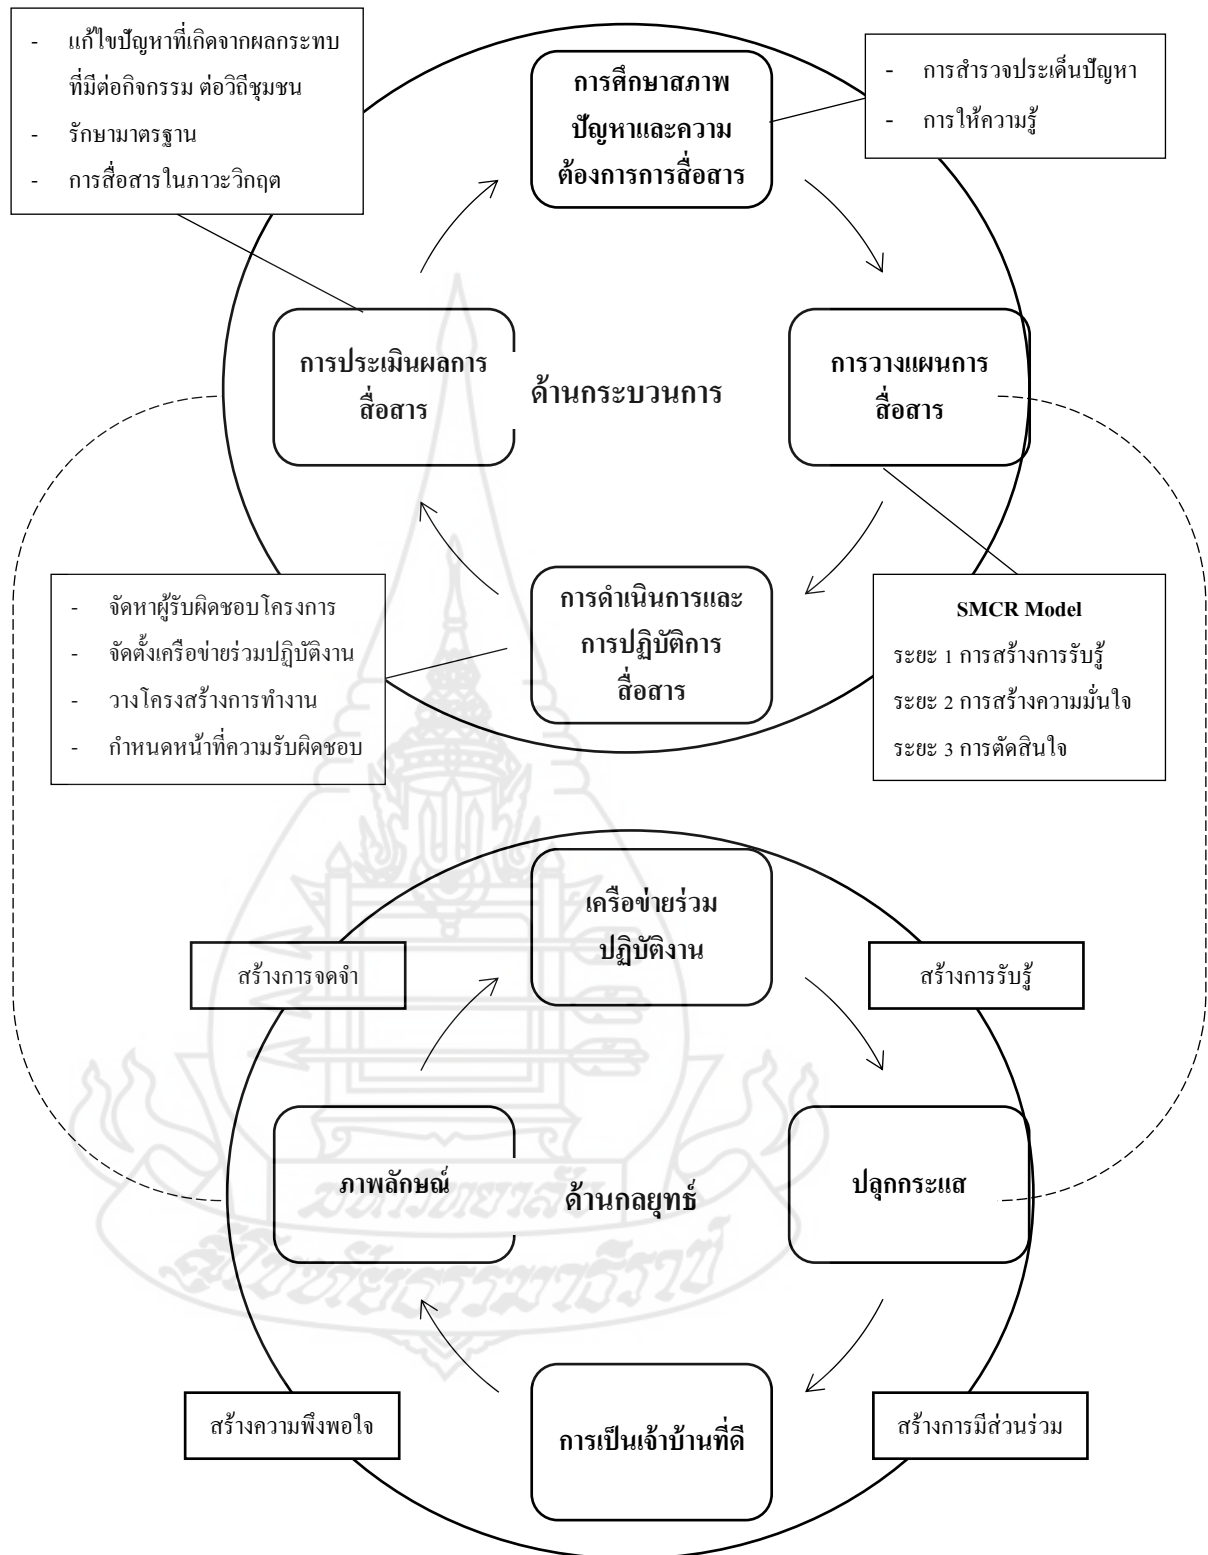 - แก้ไขปัญหาที่เกิดจากผลกระทบ
ที่มีต่อกิจกรรม ต่อวิถีชุมชน
- รักษามาตรฐาน
- การสื่อสารในภาวะวิกฤต
การศึกษาสภาพ
ปัญหาและความ
ต้องการการสื่อสาร
- การสำรวจประเด็นปัญหา
- การให้ความรู้
การประเมินผลการ
สื่อสาร
ด้านกระบวนการ
การวางแผนการ
สื่อสาร
- จัดหาผู้รับผิดชอบโครงการ
- จัดตั้งเครือข่ายร่วมปฏิบัติงาน
- วางโครงสร้างการทำงาน
- กำหนดหน้าที่ความรับผิดชอบ
การดำเนินการและ
การปฏิบัติการ
สื่อสาร
SMCR Model
ระยะ 1 การสร้างการรับรู้
ระยะ 2 การสร้างความมั่นใจ
ระยะ 3 การตัดสินใจ
เครือข่ายร่วม
ปฏิบัติงาน
สร้างการจดจำ
สร้างการรับรู้
ภาพลักษณ์
ด้านกลยุทธ์
ปลุกกระแส
มหาวิทยาลัย
สุโขทัยธรรมาธิราช
สร้างความพึงพอใจ
การเป็นเจ้าบ้านที่ดี
สร้างการมีส่วนร่วม